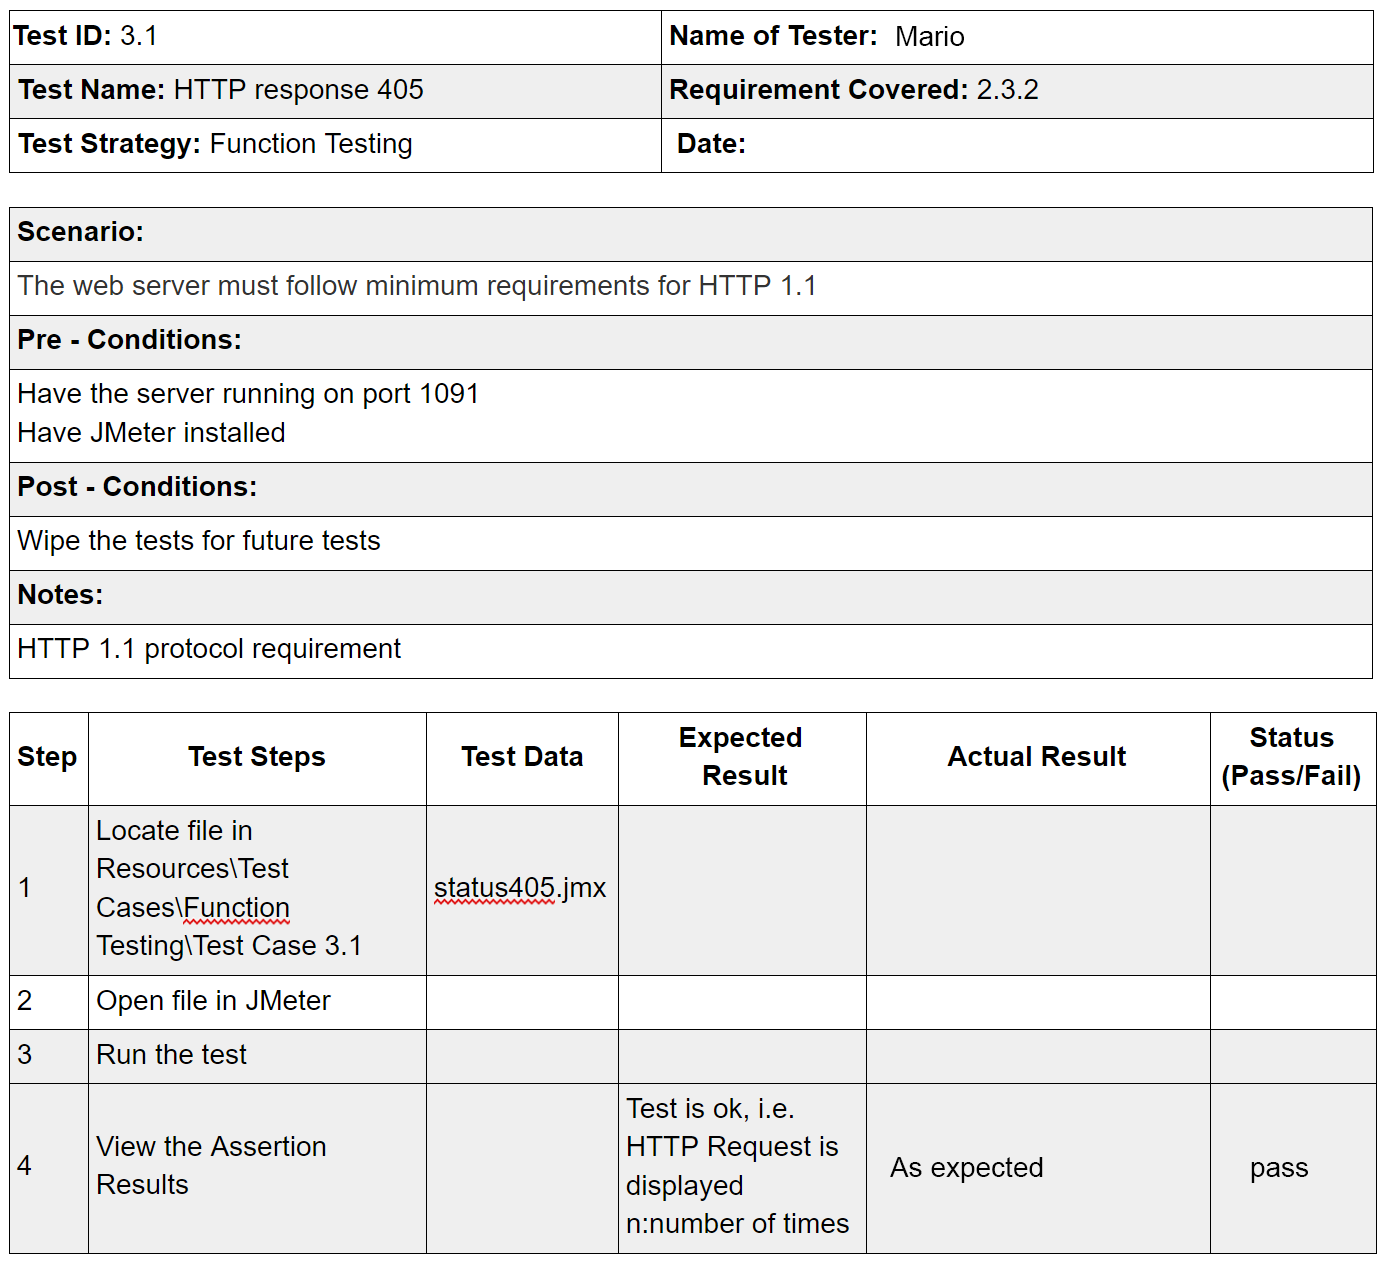 Test ID: 3.1
Name of Tester: Mario
Test Name: HTTP response 405
Requirement Covered: 2.3.2
Test Strategy: Function Testing
Date:
Scenario:
The web server must follow minimum requirements for HTTP 1.1
Pre - Conditions:
Have the server running on port 1091
Have JMeter installed
Post - Conditions:
Wipe the tests for future tests
Notes:
HTTP 1.1 protocol requirement
Step
Test Steps
Test Data
Expected
Result
Actual Result
Status
(Pass/Fail)
1
Locate file in
Resources\Test
Cases\Function
Testing\Test Case 3.1
status405.jmx
2
Open file in JMeter
3
Run the test
4
View the Assertion
Results
Test is ok, i.e.
HTTP Request is
displayed
n:number of times
As expected
pass